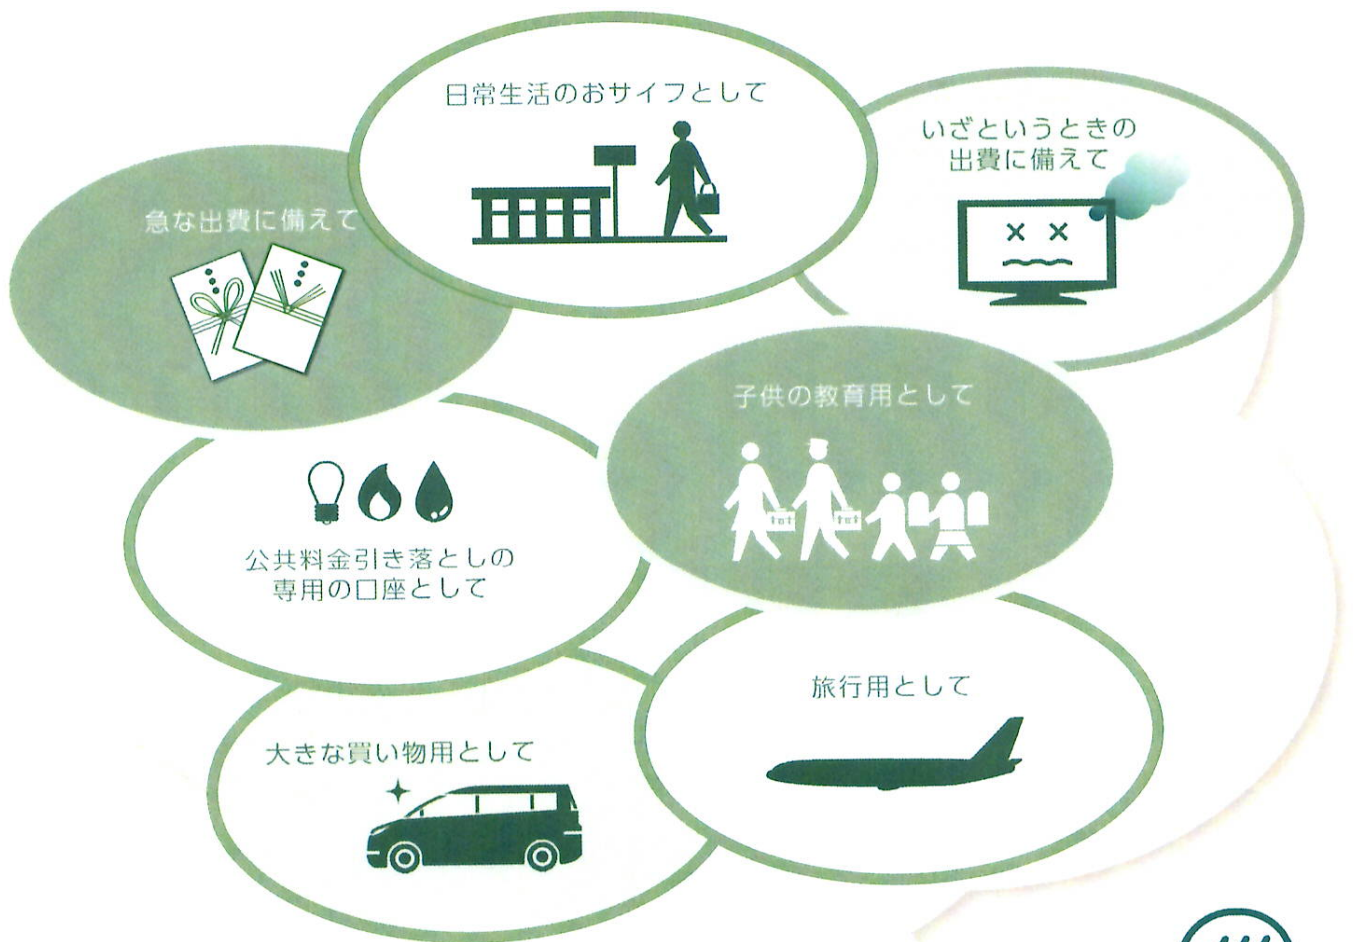 日常生活のおサイフとして
いざというときの
出費に備えて
急な出費に備えて
子供の教育用として
公共料金引き落としの
専用の口座として
旅行用として
大きな買い物用として